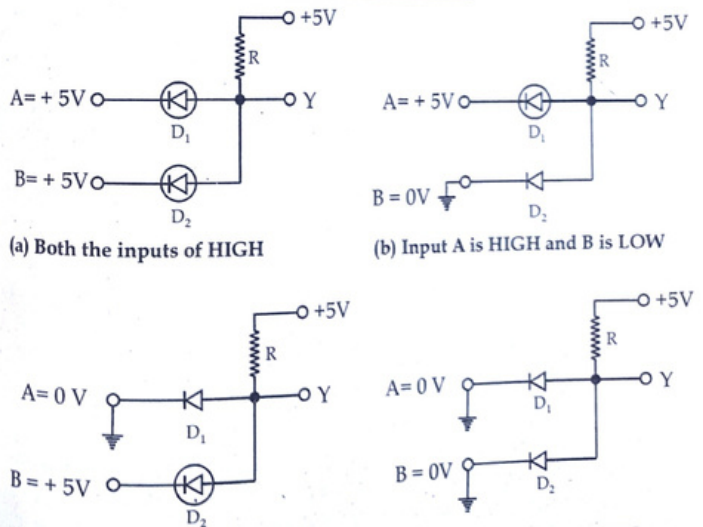 +5V
R
A= + 5V
Y
D1
B= + 5V
D2
(a) Both the inputs of HIGH
+5V
R
A= + 5V
Y
D1
B = 0V
D2
(b) Input A is HIGH and B is LOW
+5V
R
A= 0 V
Y
D1
B = + 5V
D2
+5V
R
A= 0 V
Y
D1
B = 0V
D2